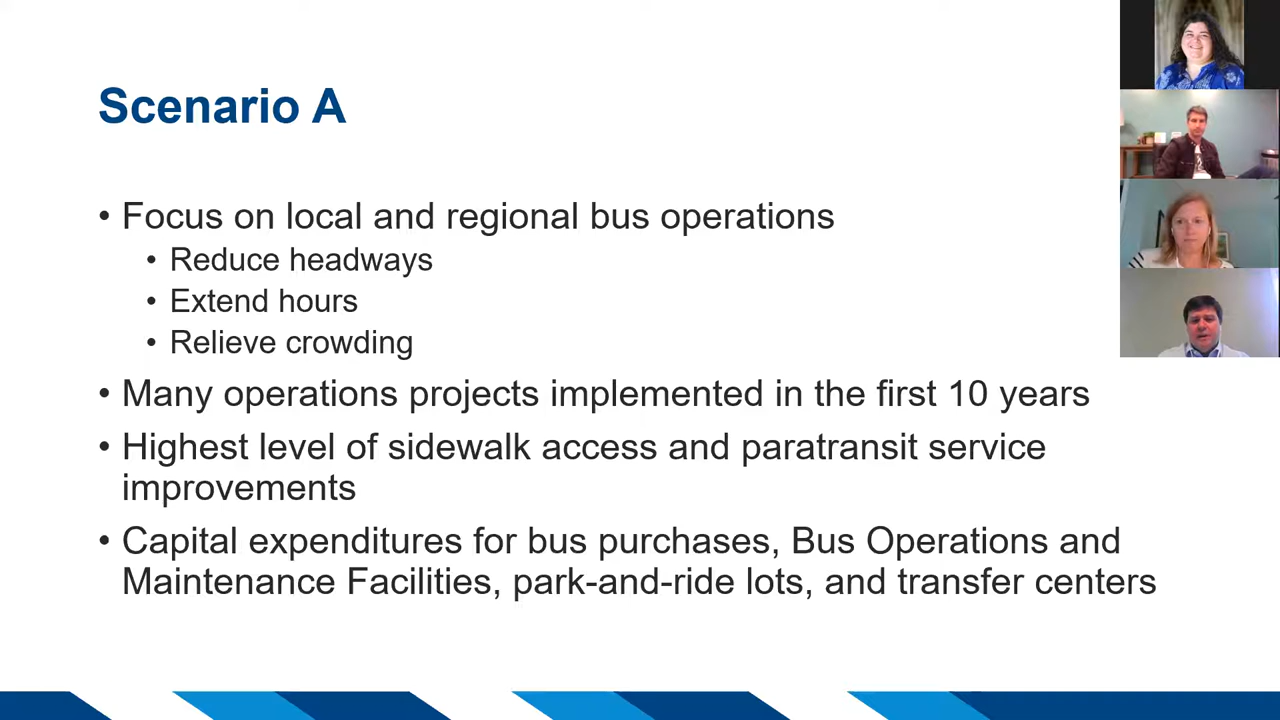 Scenario A
• Focus on local and regional bus operations
• Reduce headways
• Extend hours
• Relieve crowding
• Many operations projects implemented in the first 10 years
• Highest level of sidewalk access and paratransit service
improvements
• Capital expenditures for bus purchases, Bus Operations and
Maintenance Facilities, park-and-ride lots, and transfer centers